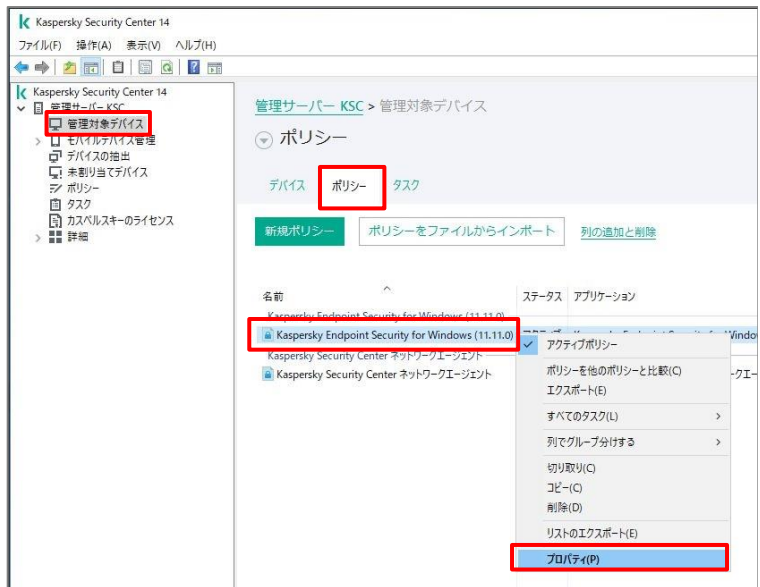 Kaspersky Security Center 14
ファイル(F) 操作(A) 表示(V) ヘルプ(H)
Kaspersky Security Center 14
管理サーバー KSC
管理対象デバイス
モバイルデバイス管理
デバイスの抽出
未割り当てデバイス
ポリシー
タスク
カスペルスキーのライセンス
詳細
管理サーバー KSC > 管理対象デバイス
ポリシー
デバイス ポリシー タスク
新規ポリシー ポリシーをファイルからインポート 列の追加と削除
名前 ステータス アプリケーション
Kaspersky Endpoint Security for Windows (11.11.0)
Kaspersky Endpoint Security for Windows (11.11.0)
Kaspersky Security Center ネットワークエージェント
Kaspersky Security Center ネットワークエージェント
アクティブポリシー
ポリシーを他のポリシーと比較(C)
エクスポート(E)
すべてのタスク(L)
列でグループ分けする
切り取り(C)
コピー(C)
削除(D)
リストのエクスポート(E)
プロパティ(P)